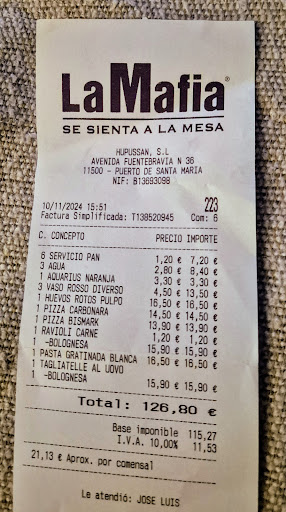 LaMafia®
SE SIENTA A LA MESA
HUPUSSAN, S.L
AVENIDA FUENTEBRAVIA N 36
11500 - PUERTO DE SANTA MARIA
NIF: B13693098
10/11/2024 15:51 223
Factura Simplificada: T138520945 Com: 6
C. CONCEPTO PRECIO IMPORTE
6 SERVICIO PAN 1,20 € 7,20 €
3 AGUA 2,80 € 8,40 €
1 AQUARIUS NARANJA 3,30 € 3,30 €
3 VASO ROSSO DIVERSO 4,50 € 13,50 €
1 HUEVOS ROTOS PULPO 16,50 € 16,50 €
1 PIZZA CARBONARA 14,50 € 14,50 €
1 PIZZA BISMARK 13,90 € 13,90 €
1 RAVIOLI CARNE 1,20 € 1,20 €
1 -BOLOGNESA 15,90 € 15,90 €
1 PASTA GRATINADA BLANCA 16,50 € 16,50 €
1 TAGLIATELLE AL UOVO
1 -BOLOGNESA 15,90 € 15,90 €
Total: 126,80 €
Base imponible 115,27
I.V.A. 10,00% 11,53
21,13 € Aprox. por comensal
Le atendió: JOSE LUIS